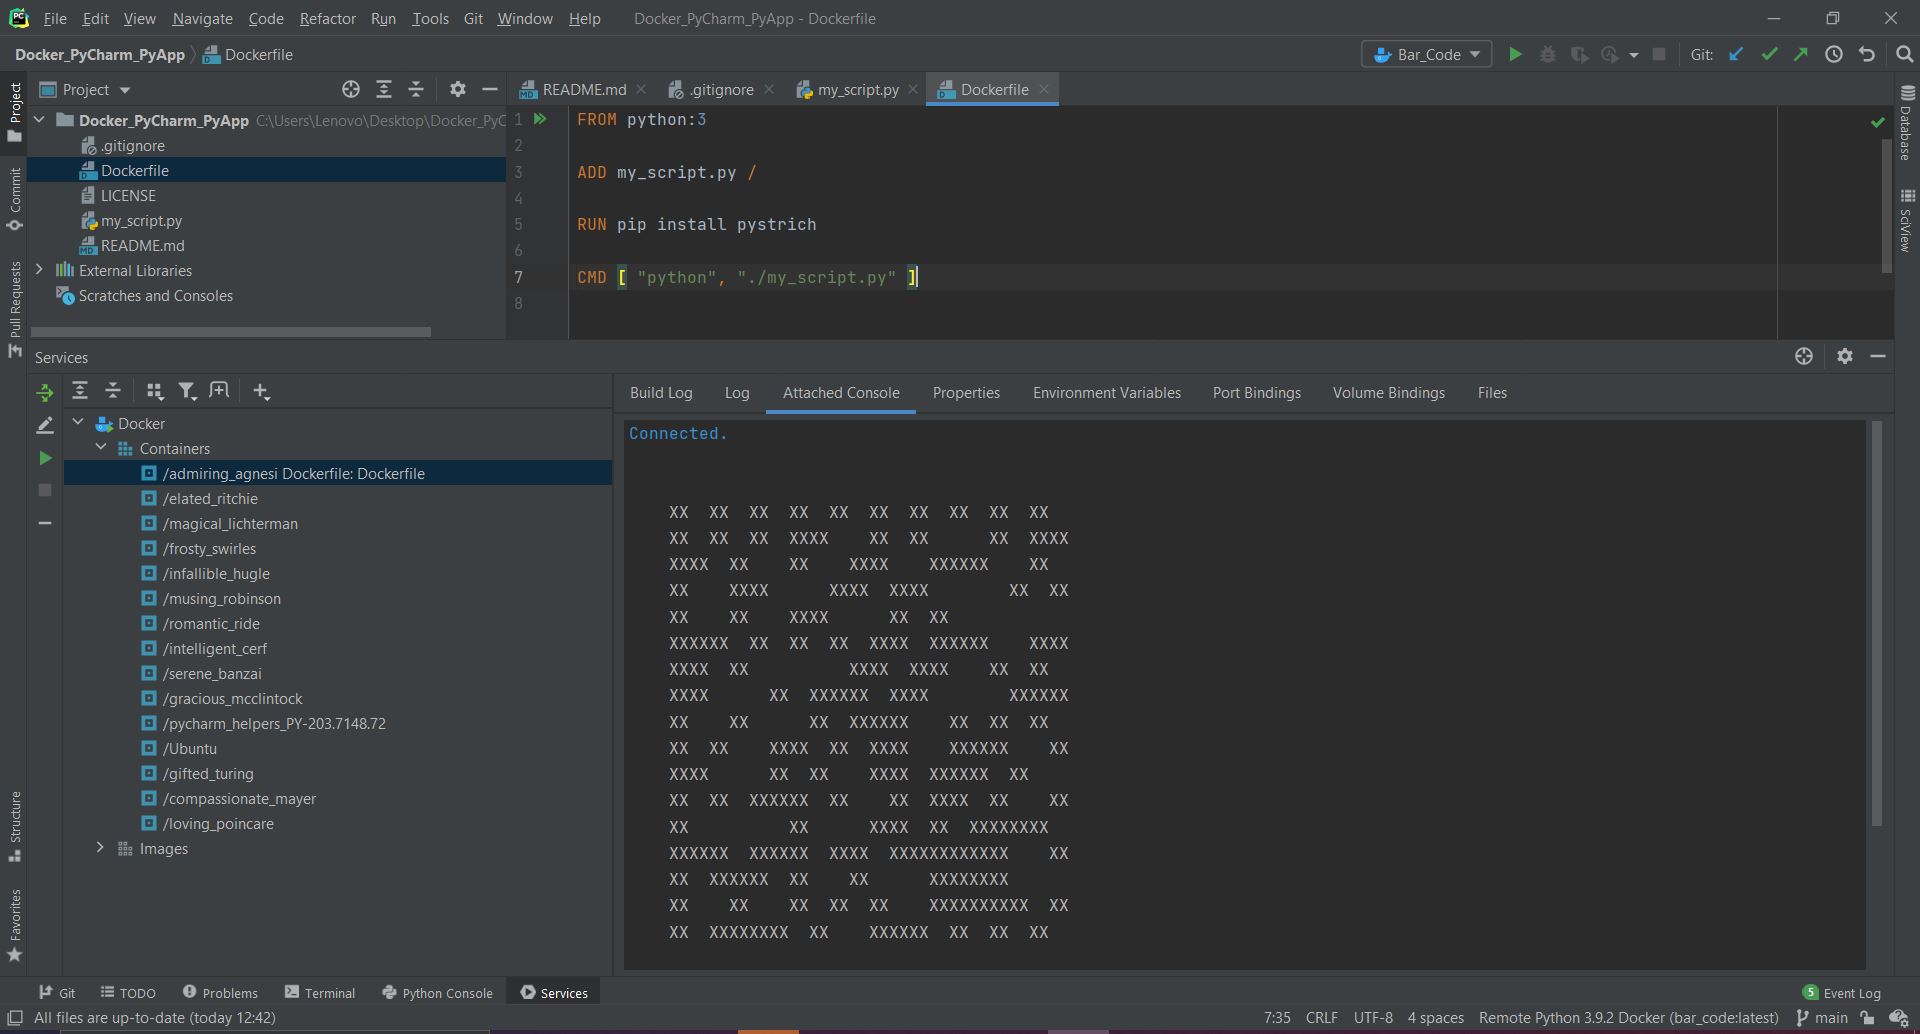 File Edit View Navigate Code Refactor Run Tools Git Window Help Docker_PyCharm_PyApp - Dockerfile
Docker_PyCharm_PyApp Dockerfile Bar_Code Git:
Project
Commit
Pull Requests
Structure
Favorites
Project
Docker_PyCharm_PyApp C:\Users\Lenovo\Desktop\Docker_PyC
.gitignore
Dockerfile
LICENSE
my_script.py
README.md
External Libraries
Scratches and Consoles
README.md .gitignore my_script.py Dockerfile
1 FROM python:3
2
3 ADD my_script.py /
4
5 RUN pip install pystrich
6
7 CMD [ "python", "./my_script.py" ]
8
Database
SciView
Services
Docker
Containers
/admiring_agnesi Dockerfile: Dockerfile
/elated_ritchie
/magical_lichterman
/frosty_swirles
/infallible_hugle
/musing_robinson
/romantic_ride
/intelligent_cerf
/serene_banzai
/gracious_mcclintock
/pycharm_helpers_PY-203.7148.72
/Ubuntu
/gifted_turing
/compassionate_mayer
/loving_poincare
Images
Build Log Log Attached Console Properties Environment Variables Port Bindings Volume Bindings Files
Connected.
XX  XX  XX  XX  XX  XX  XX  XX  XX  XX
XX  XX  XX  XXXX    XX  XX      XX  XXXX
XXXX  XX    XX    XXXX    XXXXXX    XX
XX    XXXX      XXXX  XXXX        XX  XX
XX    XX    XXXX      XX  XX
XXXXXX  XX  XX  XX  XXXX  XXXXXX    XXXX
XXXX  XX          XXXX  XXXX    XX  XX
XXXX      XX  XXXXXX  XXXX        XXXXXX
XX    XX      XX  XXXXXX    XX  XX  XX
XX  XX    XXXX  XX  XXXX    XXXXXX    XX
XXXX      XX  XX    XXXX  XXXXXX  XX
XX  XX  XXXXXX  XX    XX  XXXX  XX    XX
XX          XX      XXXX  XX  XXXXXXXX
XXXXXX  XXXXXX  XXXX  XXXXXXXXXXXX    XX
XX  XXXXXX  XX    XX      XXXXXXXX
XX    XX    XX  XX  XX    XXXXXXXXXX  XX
XX  XXXXXXXX  XX    XXXXXX  XX  XX  XX
Git TODO Problems Terminal Python Console Services 5 Event Log
All files are up-to-date (today 12:42) 7:35 CRLF UTF-8 4 spaces Remote Python 3.9.2 Docker (bar_code:latest) main